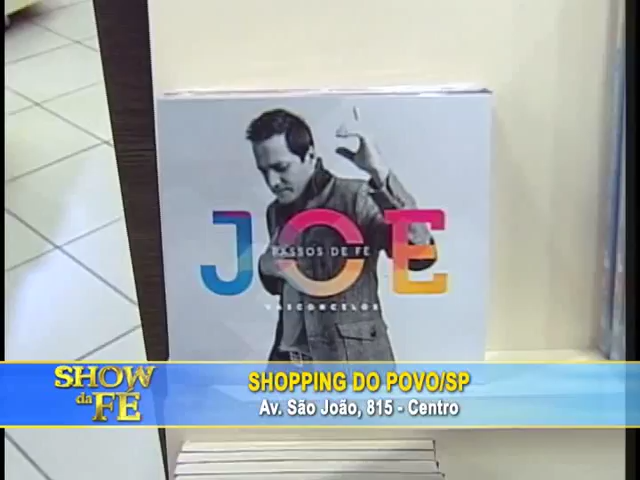 JOE
PASSOS DE FÉ
VASCONCELOS
SHOW
da FÉ
SHOPPING DO POVO/SP
Av. São João, 815 - Centro